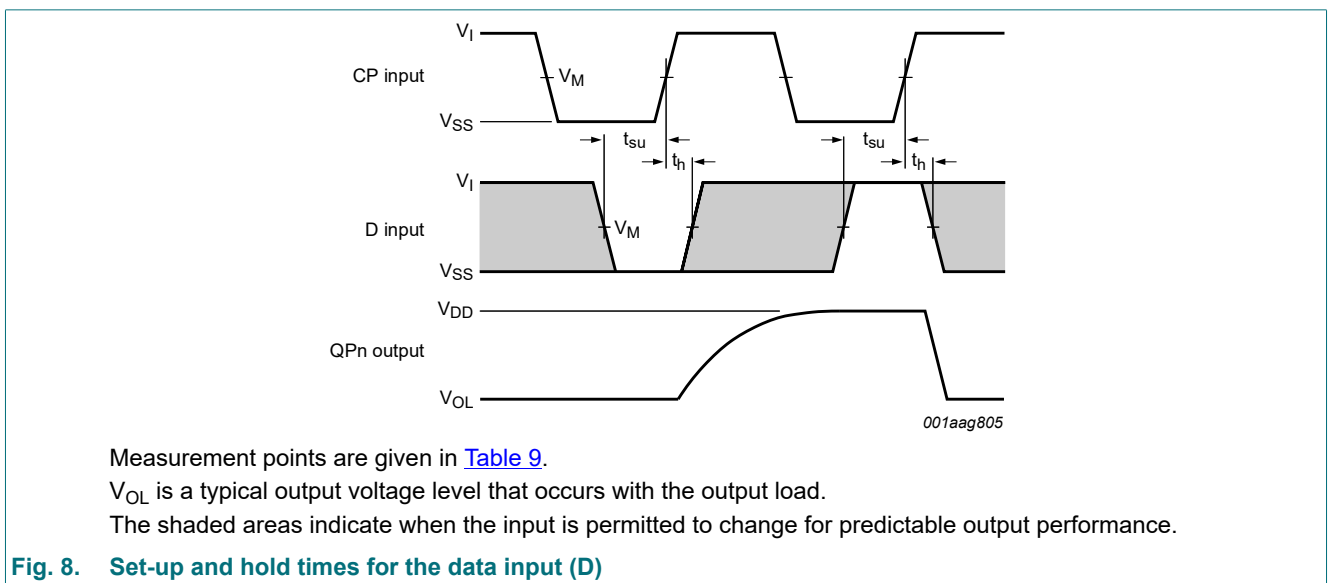 V_I
CP input
V_M
V_SS
t_su
t_h
t_su
t_h
V_I
D input
V_M
V_SS
V_DD
QPn output
V_OL
001aag805
Measurement points are given in Table 9.
V_OL is a typical output voltage level that occurs with the output load.
The shaded areas indicate when the input is permitted to change for predictable output performance.
Fig. 8. Set-up and hold times for the data input (D)